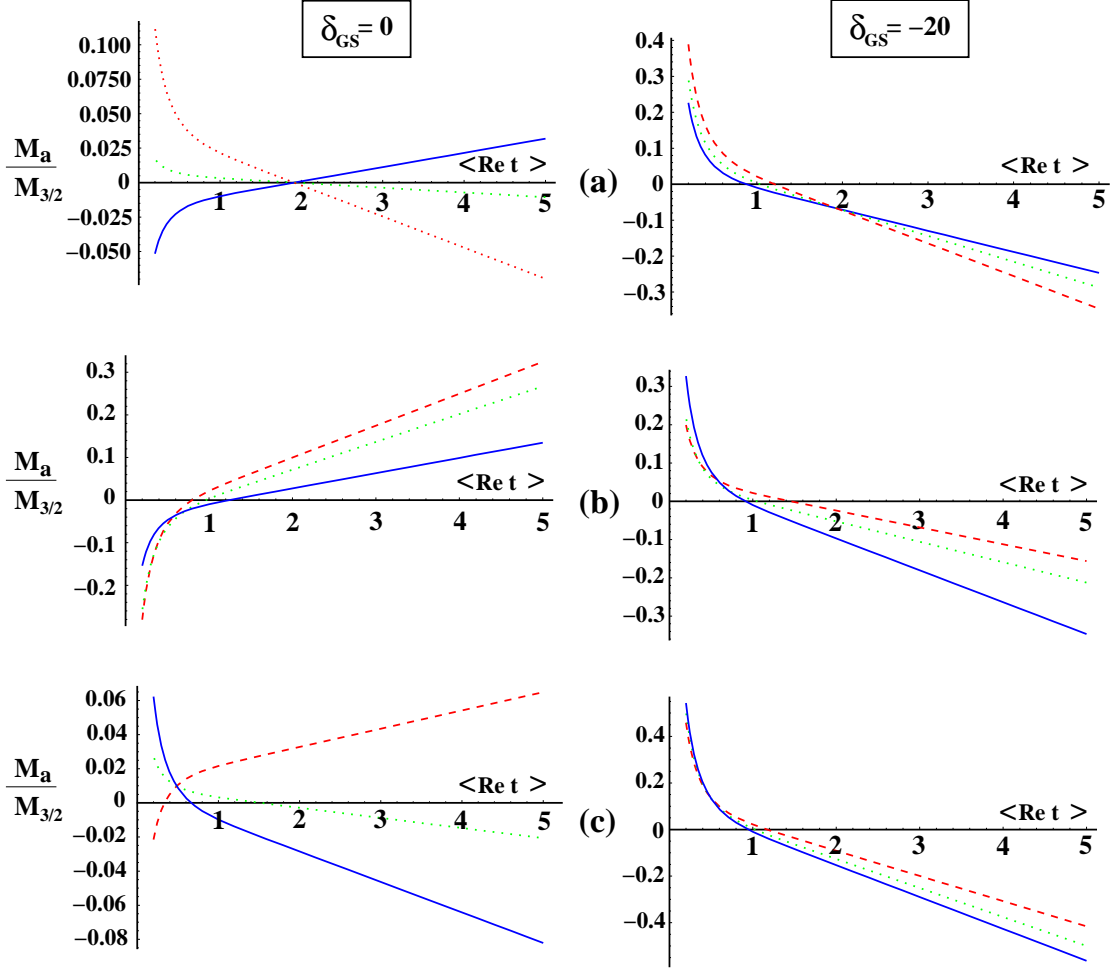 δGS = 0
δGS = −20
0.100
0.0750
0.050
0.025
0
−0.025
−0.050
Ma
M3/2
<Re t >
1 2 3 4 5
(a)
0.4
0.3
0.2
0.1
0
−0.1
−0.2
−0.3
<Re t >
1 2 3 4 5
0.3
0.2
0.1
0
−0.1
−0.2
Ma
M3/2
<Re t >
1 2 3 4 5
(b)
0.3
0.2
0.1
0
−0.1
−0.2
−0.3
<Re t >
1 2 3 4 5
0.06
0.04
0.02
0
−0.02
−0.04
−0.06
−0.08
Ma
M3/2
<Re t >
1 2 3 4 5
(c)
0.4
0.2
0
−0.2
−0.4
<Re t >
1 2 3 4 5